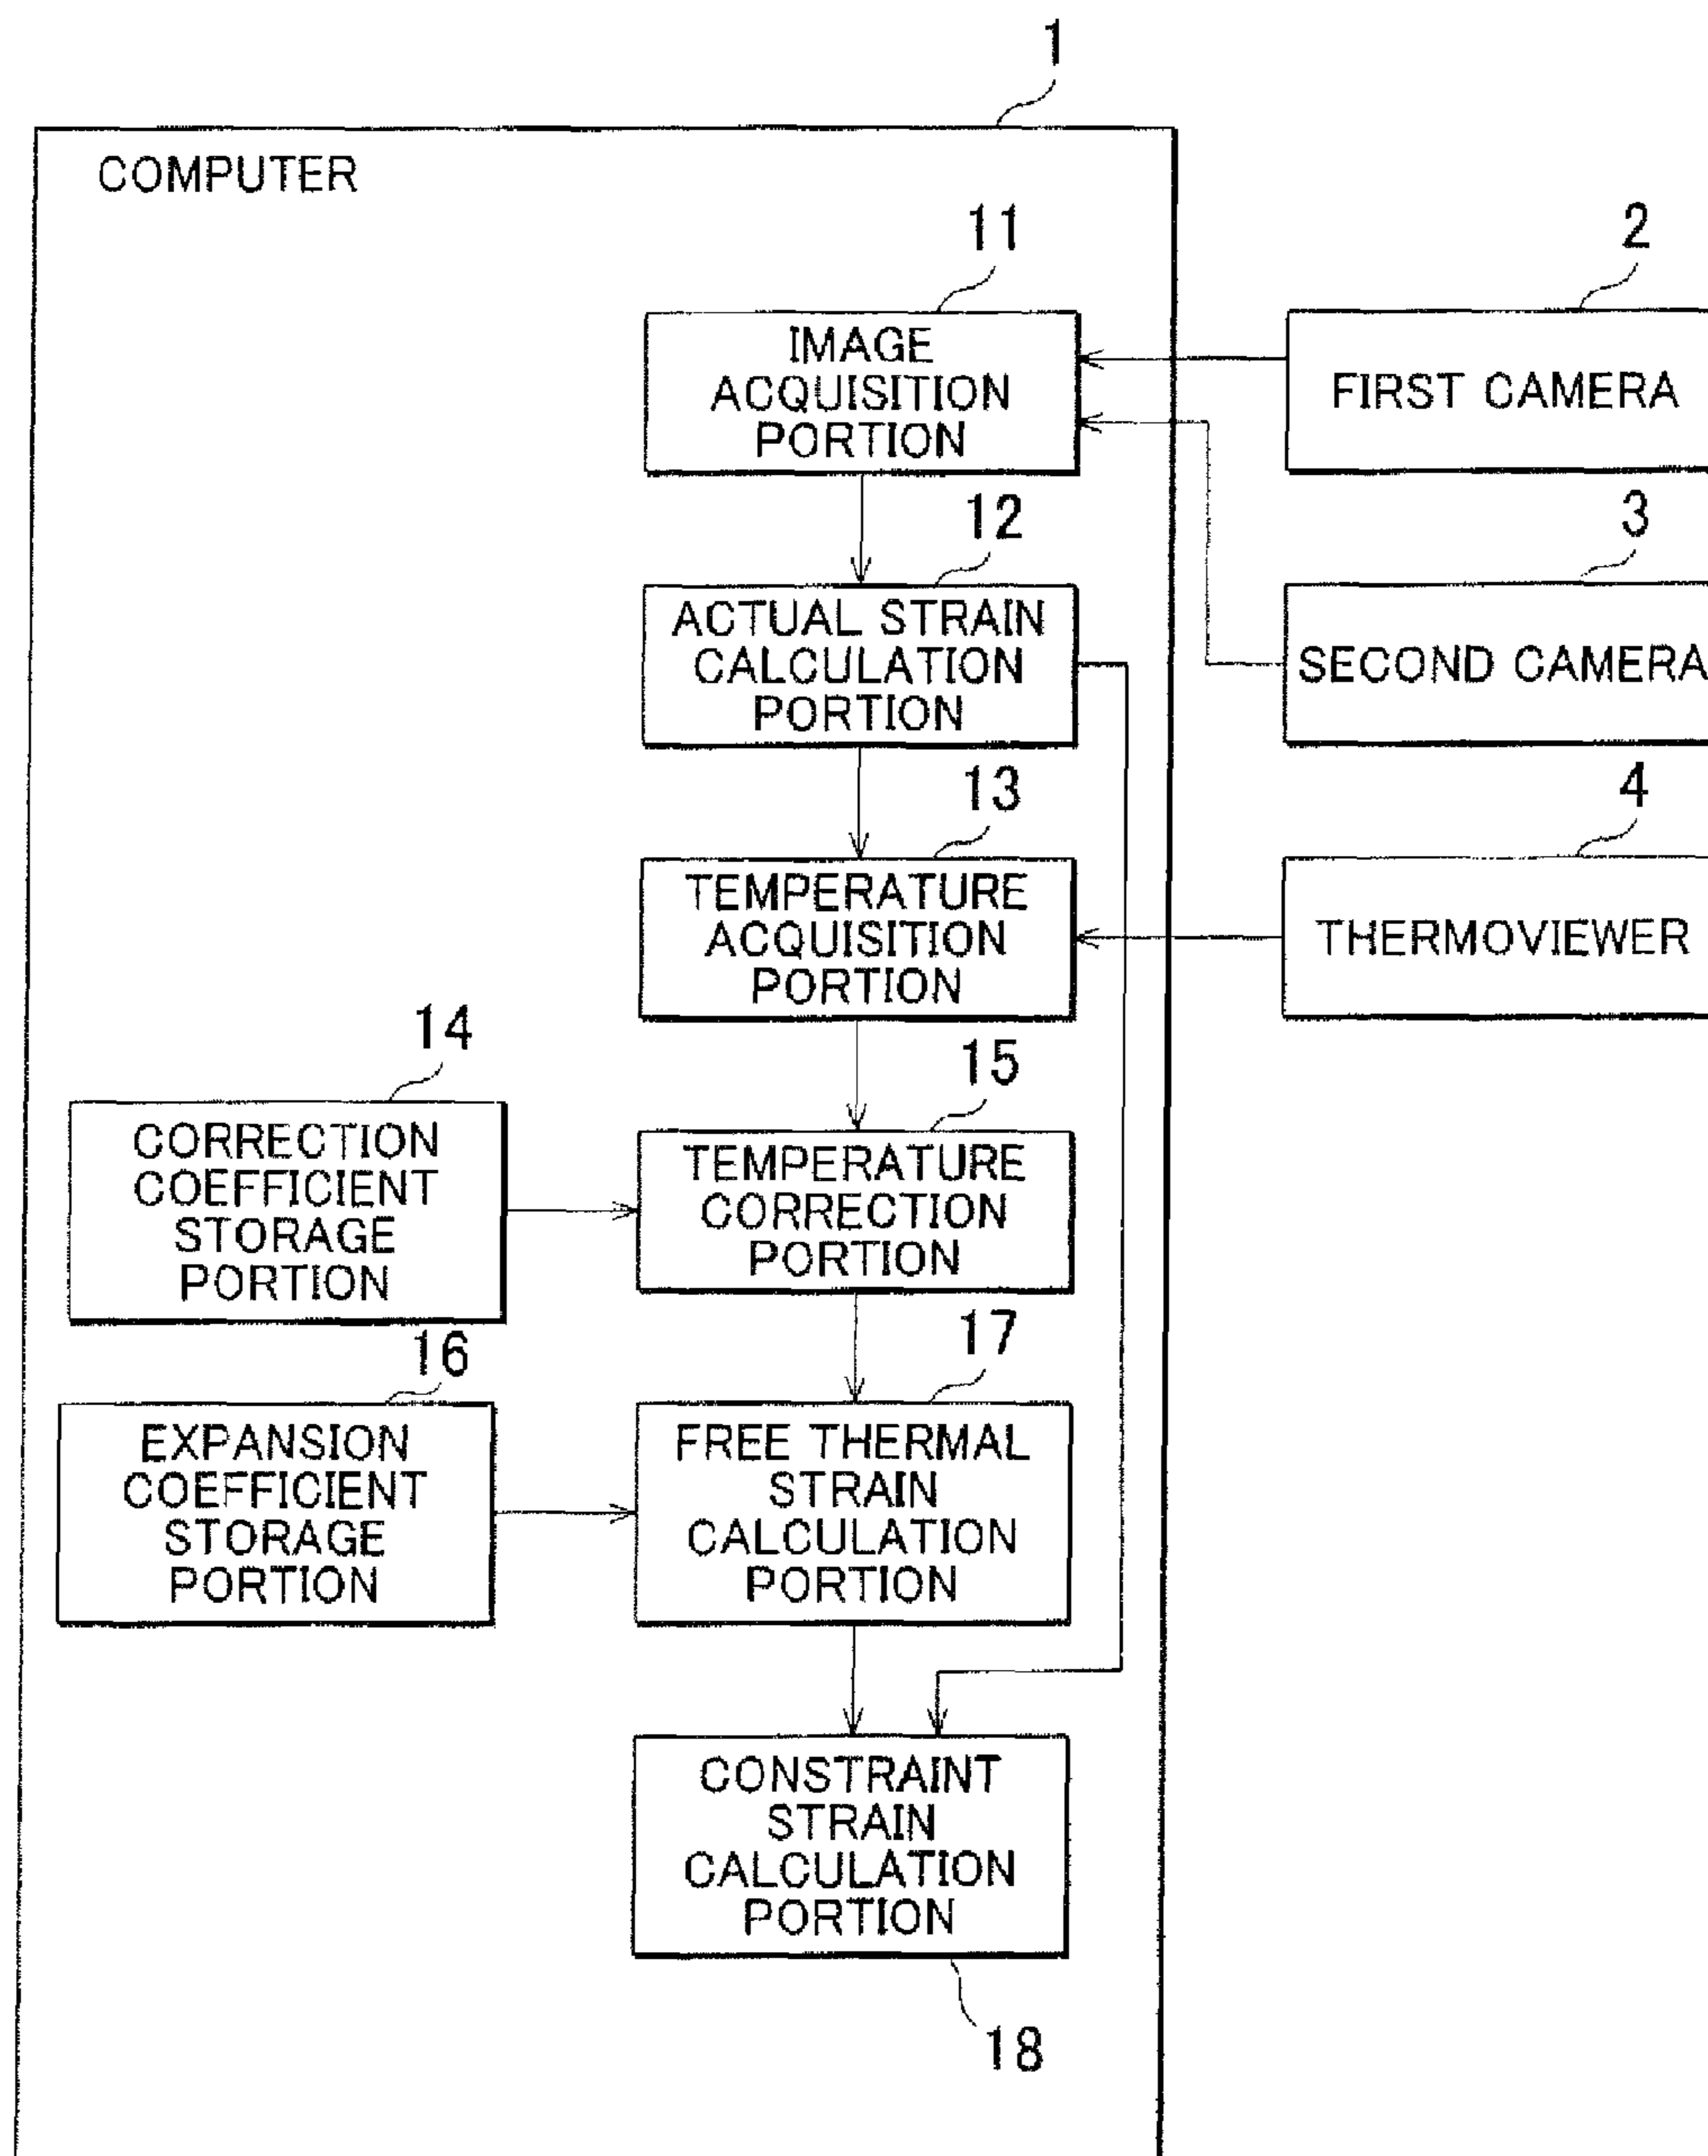 1
COMPUTER
11
IMAGE
ACQUISITION
PORTION
2
FIRST CAMERA
12
ACTUAL STRAIN
CALCULATION
PORTION
3
SECOND CAMERA
13
TEMPERATURE
ACQUISITION
PORTION
4
THERMOVIEWER
14
CORRECTION
COEFFICIENT
STORAGE
PORTION
15
TEMPERATURE
CORRECTION
PORTION
16
EXPANSION
COEFFICIENT
STORAGE
PORTION
17
FREE THERMAL
STRAIN
CALCULATION
PORTION
CONSTRAINT
STRAIN
CALCULATION
PORTION
18